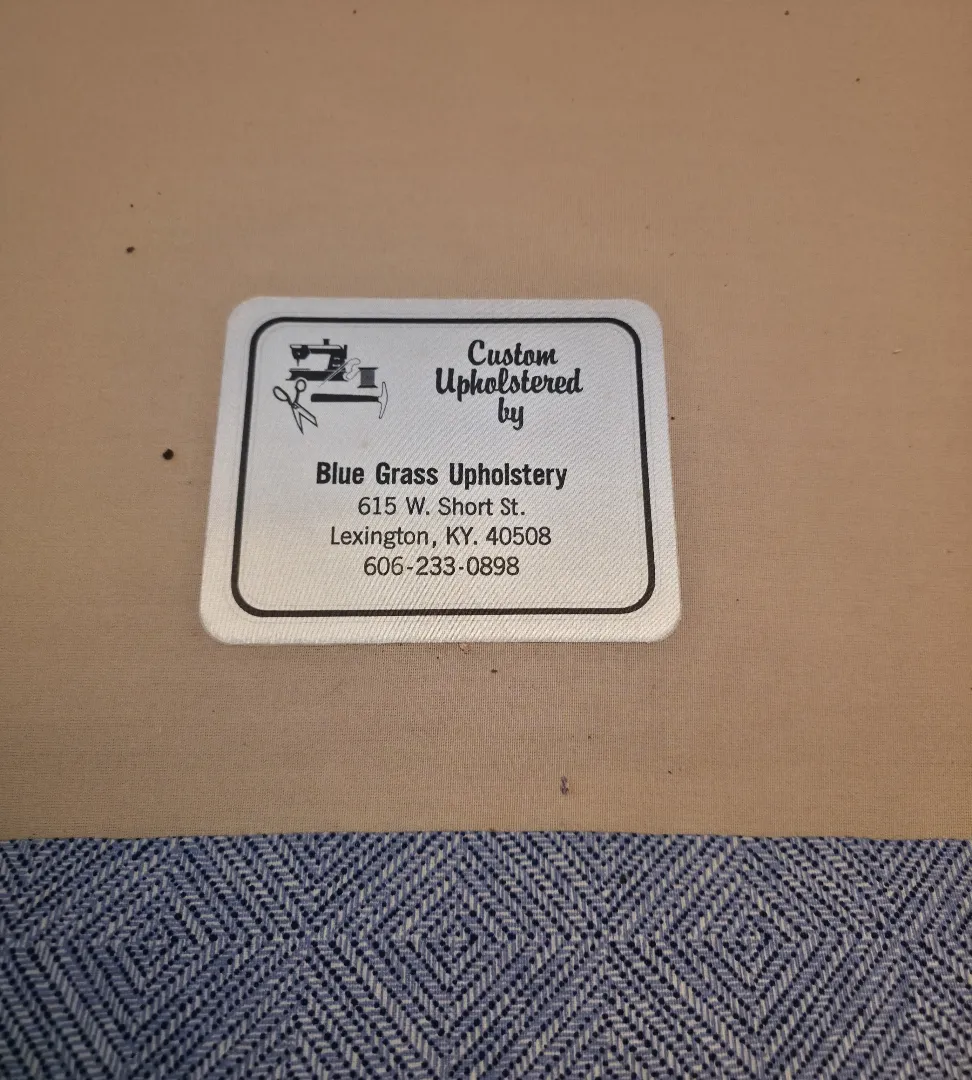 Custom
Upholstered
by
Blue Grass Upholstery
615 W. Short St.
Lexington, KY. 40508
606-233-0898